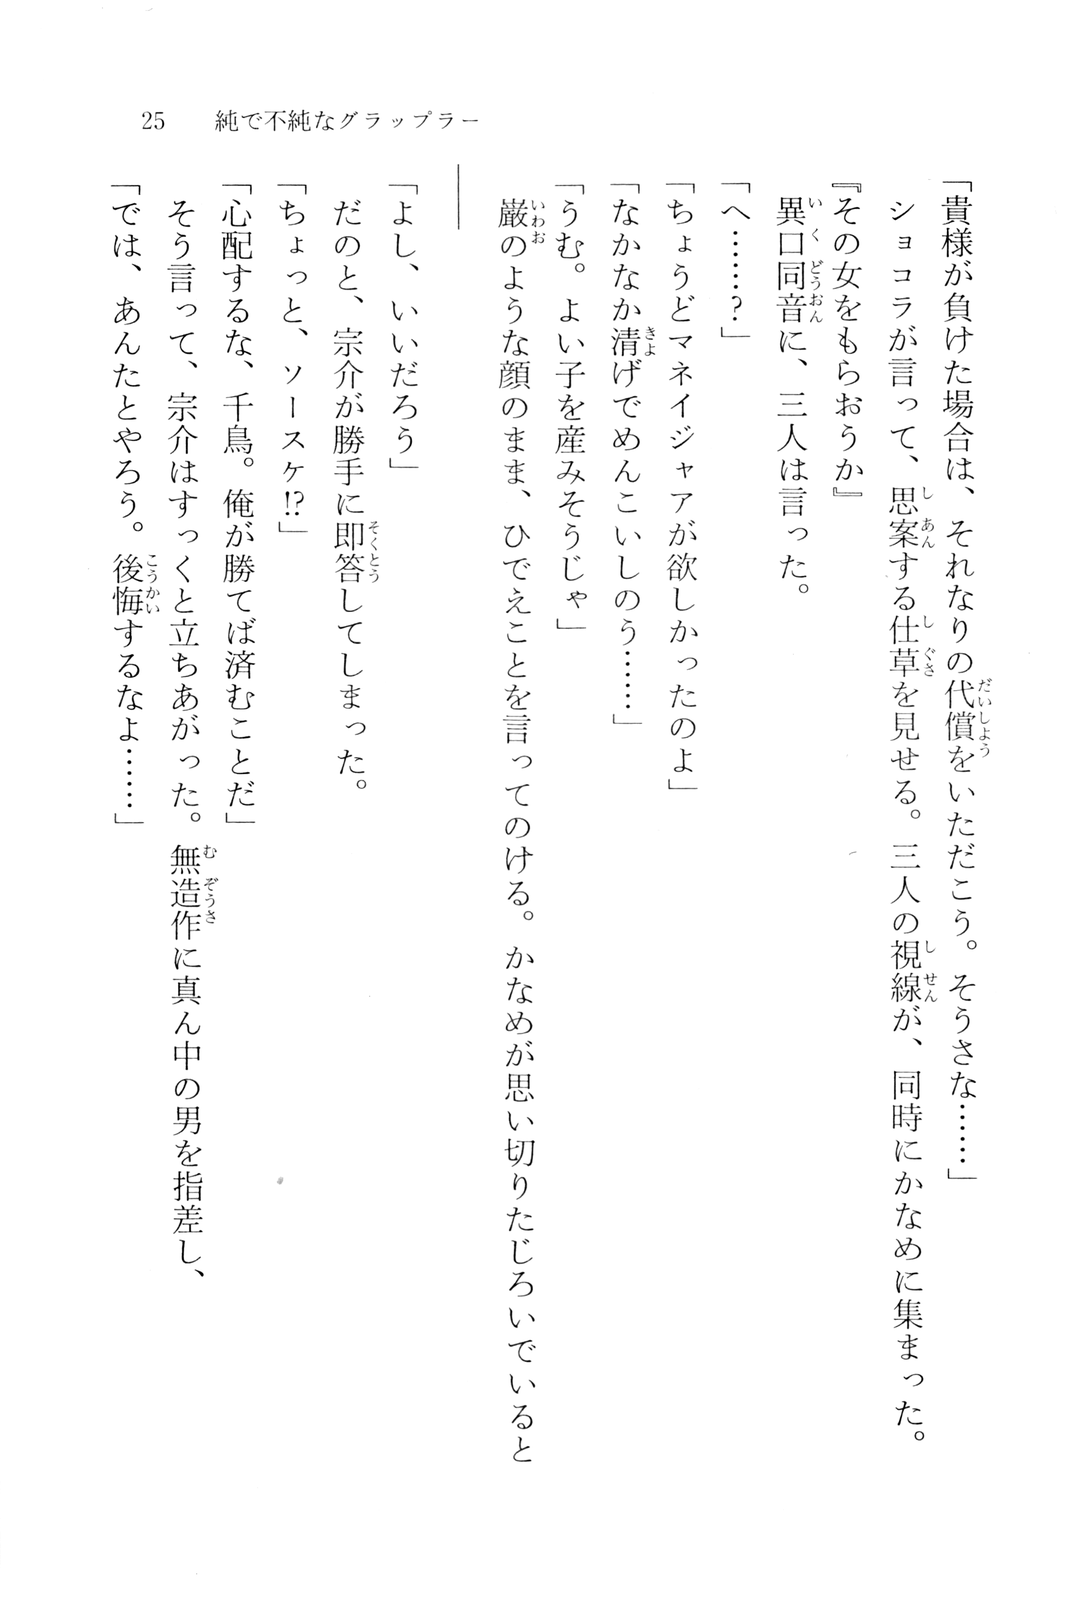 25　純で不純なグラップラー
「貴様が負けた場合は、それなりの代償をいただこう。そうさな……」
　ショコラが言って、思案する仕草を見せる。三人の視線が、同時にかなめに集まった。
『その女をもらおうか』
　異口同音に、三人は言った。
「へ……？」
「ちょうどマネイジャアが欲しかったのよ」
「なかなか清げでめんこいしのう……」
「うむ。よい子を産みそうじゃ」
　巌のような顔のまま、ひでえことを言ってのける。かなめが思い切りたじろいでいると
――
「よし、いいだろう」
　だのと、宗介が勝手に即答してしまった。
「ちょっと、ソースケ!?」
「心配するな、千鳥。俺が勝てば済むことだ」
　そう言って、宗介はすっくと立ちあがった。無造作に真ん中の男を指差し、
「では、あんたとやろう。後悔するなよ……」